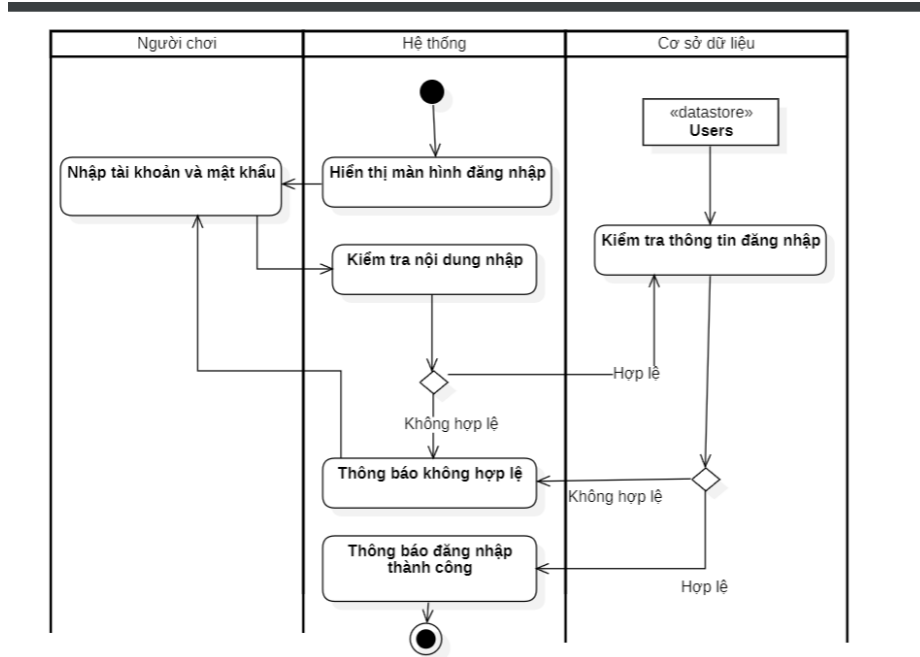 Người chơi
Hệ thống
Cơ sở dữ liệu
«datastore»
Users
Nhập tài khoản và mật khẩu
Hiển thị màn hình đăng nhập
Kiểm tra thông tin đăng nhập
Kiểm tra nội dung nhập
Hợp lệ
Không hợp lệ
Thông báo không hợp lệ
Không hợp lệ
Thông báo đăng nhập
thành công
Hợp lệ